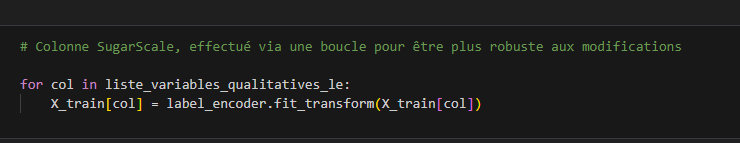 # Colonne SugarScale, effectué via une boucle pour être plus robuste aux modifications
for col in liste_variables_qualitatives_le:
    X_train[col] = label_encoder.fit_transform(X_train[col])